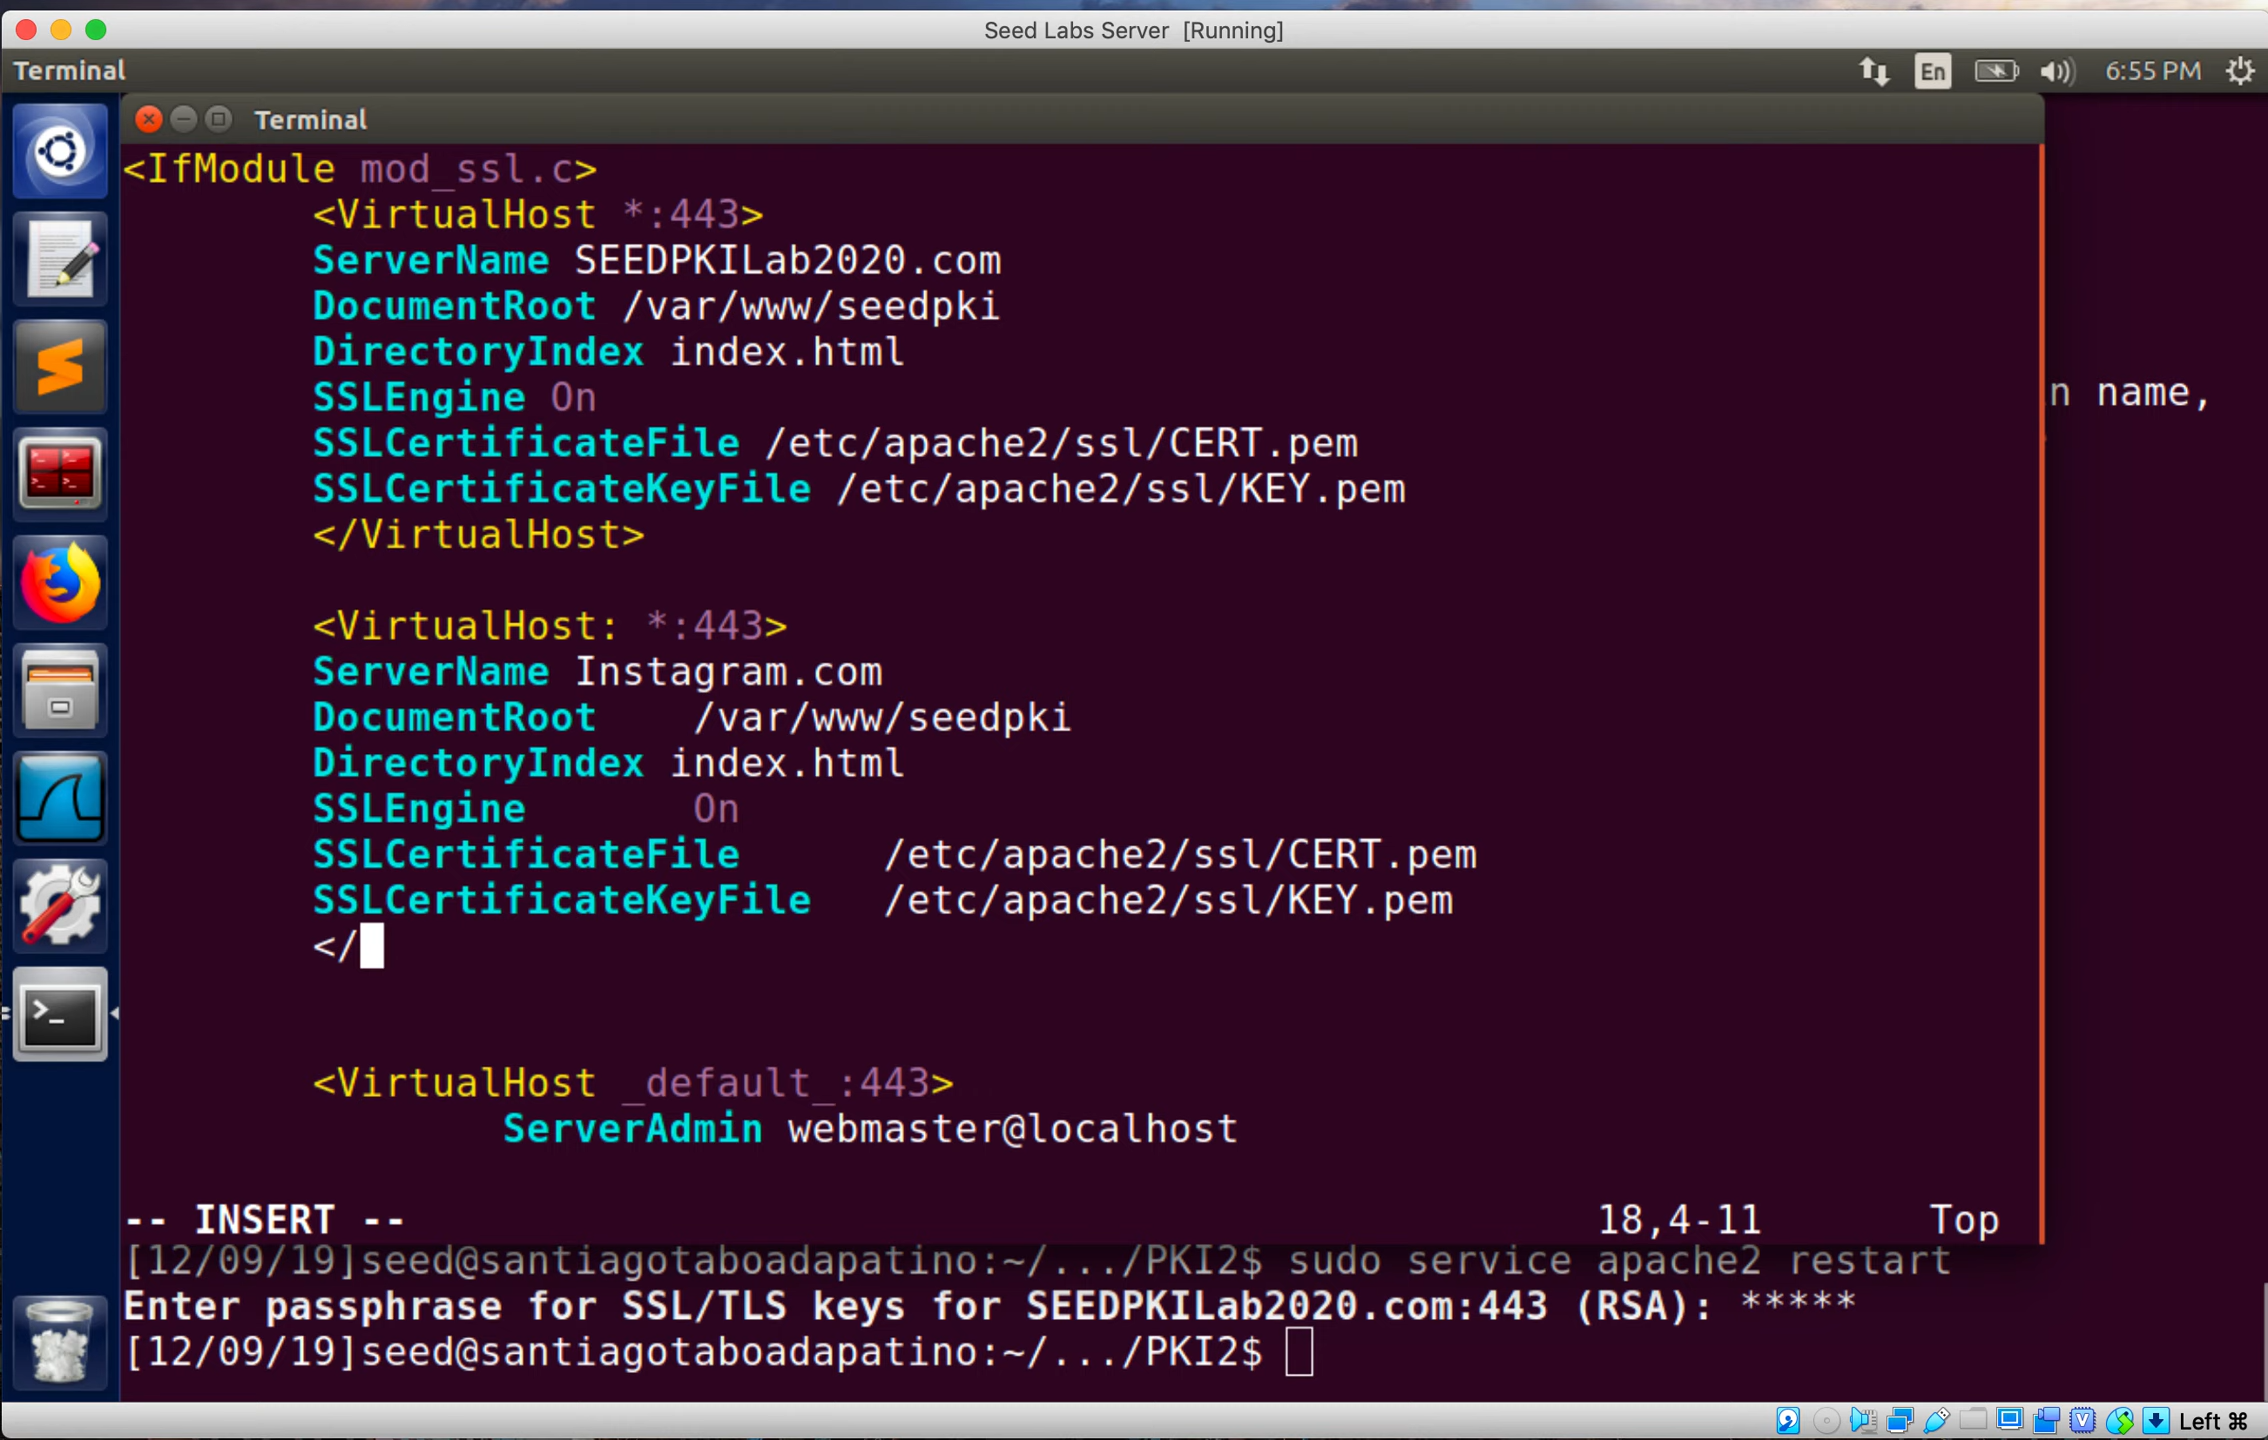 Seed Labs Server [Running]
Terminal
En
6:55 PM
Terminal
<IfModule mod_ssl.c>
<VirtualHost *:443>
ServerName SEEDPKILab2020.com
DocumentRoot /var/www/seedpki
DirectoryIndex index.html
n name,
SSLEngine On
SSLCertificateFile /etc/apache2/ssl/CERT.pem
SSLCertificateKeyFile /etc/apache2/ssl/KEY.pem
</VirtualHost>
<VirtualHost: *:443>
ServerName Instagram.com
DocumentRoot /var/www/seedpki
DirectoryIndex index.html
SSLEngine On
SSLCertificateFile /etc/apache2/ssl/CERT.pem
SSLCertificateKeyFile /etc/apache2/ssl/KEY.pem
</
<VirtualHost _default_:443>
ServerAdmin webmaster@localhost
-- INSERT -- 18,4-11 Top
[12/09/19]seed@santiagotaboadapatino:~/.../PKI2$ sudo service apache2 restart
Enter passphrase for SSL/TLS keys for SEEDPKILab2020.com:443 (RSA): *****
[12/09/19]seed@santiagotaboadapatino:~/.../PKI2$
Left ⌘